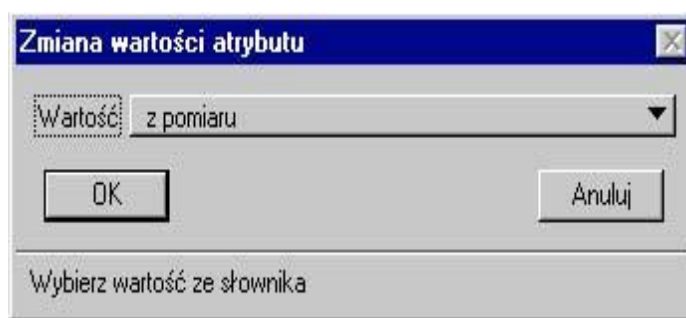 Zmiana wartości atrybutu
Wartość z pomiaru
OK Anuluj
Wybierz wartość ze słownika